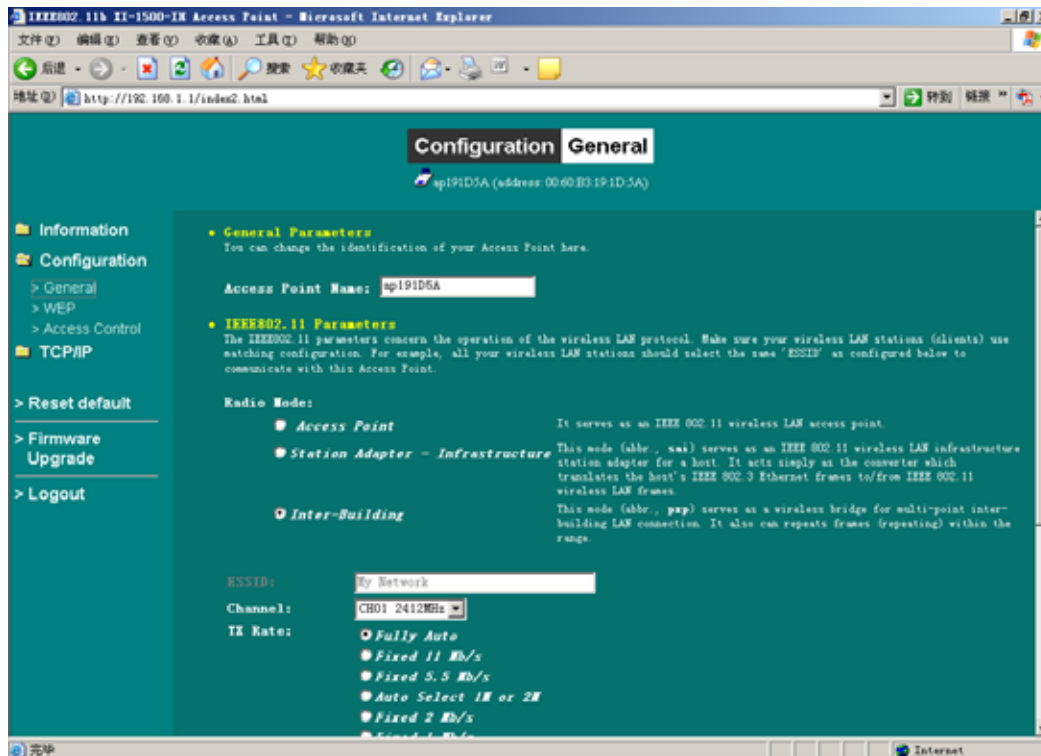 IEEE802.11b II-1500-IH Access Point - Microsoft Internet Explorer
文件(F) 编辑(E) 查看(V) 收藏(A) 工具(T) 帮助(H)
后退 搜索 收藏夹
地址(D) http://192.168.1.1/index2.html 转到 链接 »
Configuration General
ap191D5A (address: 00:60:B3:19:1D:5A)
Information
Configuration
> General
> WEP
> Access Control
TCP/IP
> Reset default
> Firmware
Upgrade
> Logout
General Parameters
You can change the identification of your Access Point here.
Access Point Name: ap191D5A
IEEE802.11 Parameters
The IEEE802.11 parameters concern the operation of the wireless LAN protocol. Make sure your wireless LAN stations (clients) use
matching configuration. For example, all your wireless LAN stations should select the same 'ESSID' as configured below to
communicate with this Access Point.
Radio Mode:
Access Point
It serves as an IEEE 802.11 wireless LAN access point.
Station Adapter - Infrastructure
This mode (abbr., sai) serves as an IEEE 802.11 wireless LAN infrastructure
station adapter for a host. It acts simply as the converter which
translates the host's IEEE 802.3 Ethernet frames to/from IEEE 802.11
wireless LAN frames.
Inter-Building
This mode (abbr., pxp) serves as a wireless bridge for multi-point inter-
building LAN connection. It also can repeats frames (repeating) within the
range.
ESSID: My Network
Channel: CH01 2412MHz
TX Rate:
Fully Auto
Fixed 11 Mb/s
Fixed 5.5 Mb/s
Auto Select 1M or 2M
Fixed 2 Mb/s
Fixed 1 Mb/s
完毕 Internet